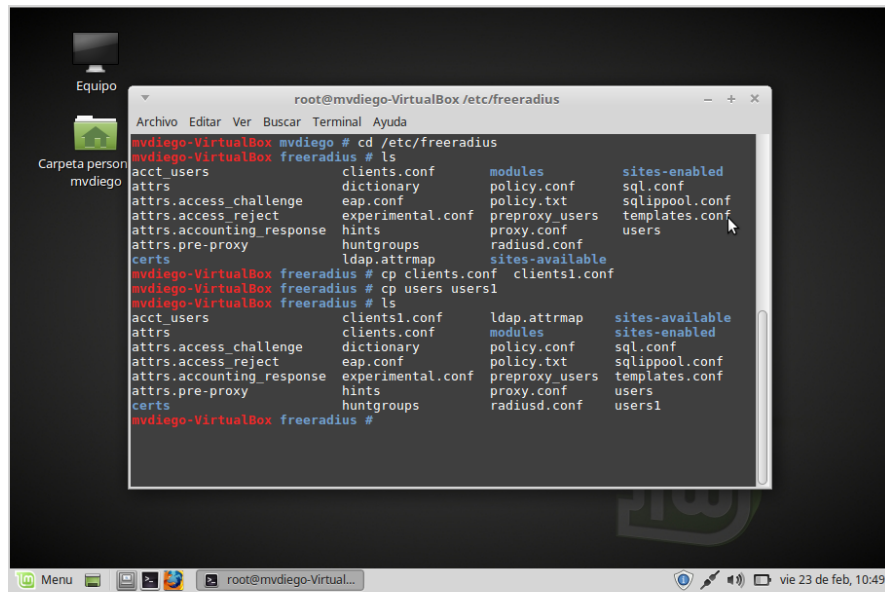 Equipo
Carpeta person
mvdiego
root@mvdiego-VirtualBox /etc/freeradius
Archivo Editar Ver Buscar Terminal Ayuda
mvdiego-VirtualBox mvdiego # cd /etc/freeradius
mvdiego-VirtualBox freeradius # ls
acct_users clients.conf modules sites-enabled
attrs dictionary policy.conf sql.conf
attrs.access_challenge eap.conf policy.txt sqlippool.conf
attrs.access_reject experimental.conf preproxy_users templates.conf
attrs.accounting_response hints proxy.conf users
attrs.pre-proxy huntgroups radiusd.conf
certs ldap.attrmap sites-available
mvdiego-VirtualBox freeradius # cp clients.conf clients1.conf
mvdiego-VirtualBox freeradius # cp users users1
mvdiego-VirtualBox freeradius # ls
acct_users clients1.conf ldap.attrmap sites-available
attrs clients.conf modules sites-enabled
attrs.access_challenge dictionary policy.conf sql.conf
attrs.access_reject eap.conf policy.txt sqlippool.conf
attrs.accounting_response experimental.conf preproxy_users templates.conf
attrs.pre-proxy hints proxy.conf users
certs huntgroups radiusd.conf users1
mvdiego-VirtualBox freeradius #
Menu
root@mvdiego-Virtual...
vie 23 de feb, 10:49